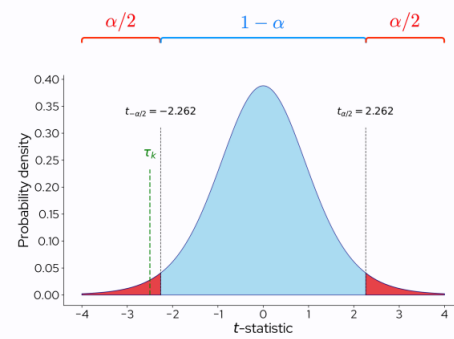 α/2 1 − α α/2
0.40
t₋α/2 = −2.262 tα/2 = 2.262
0.35
0.30
τₖ
0.25
0.20
0.15
0.10
0.05
0.00
Probability density
−4 −3 −2 −1 0 1 2 3 4
t-statistic